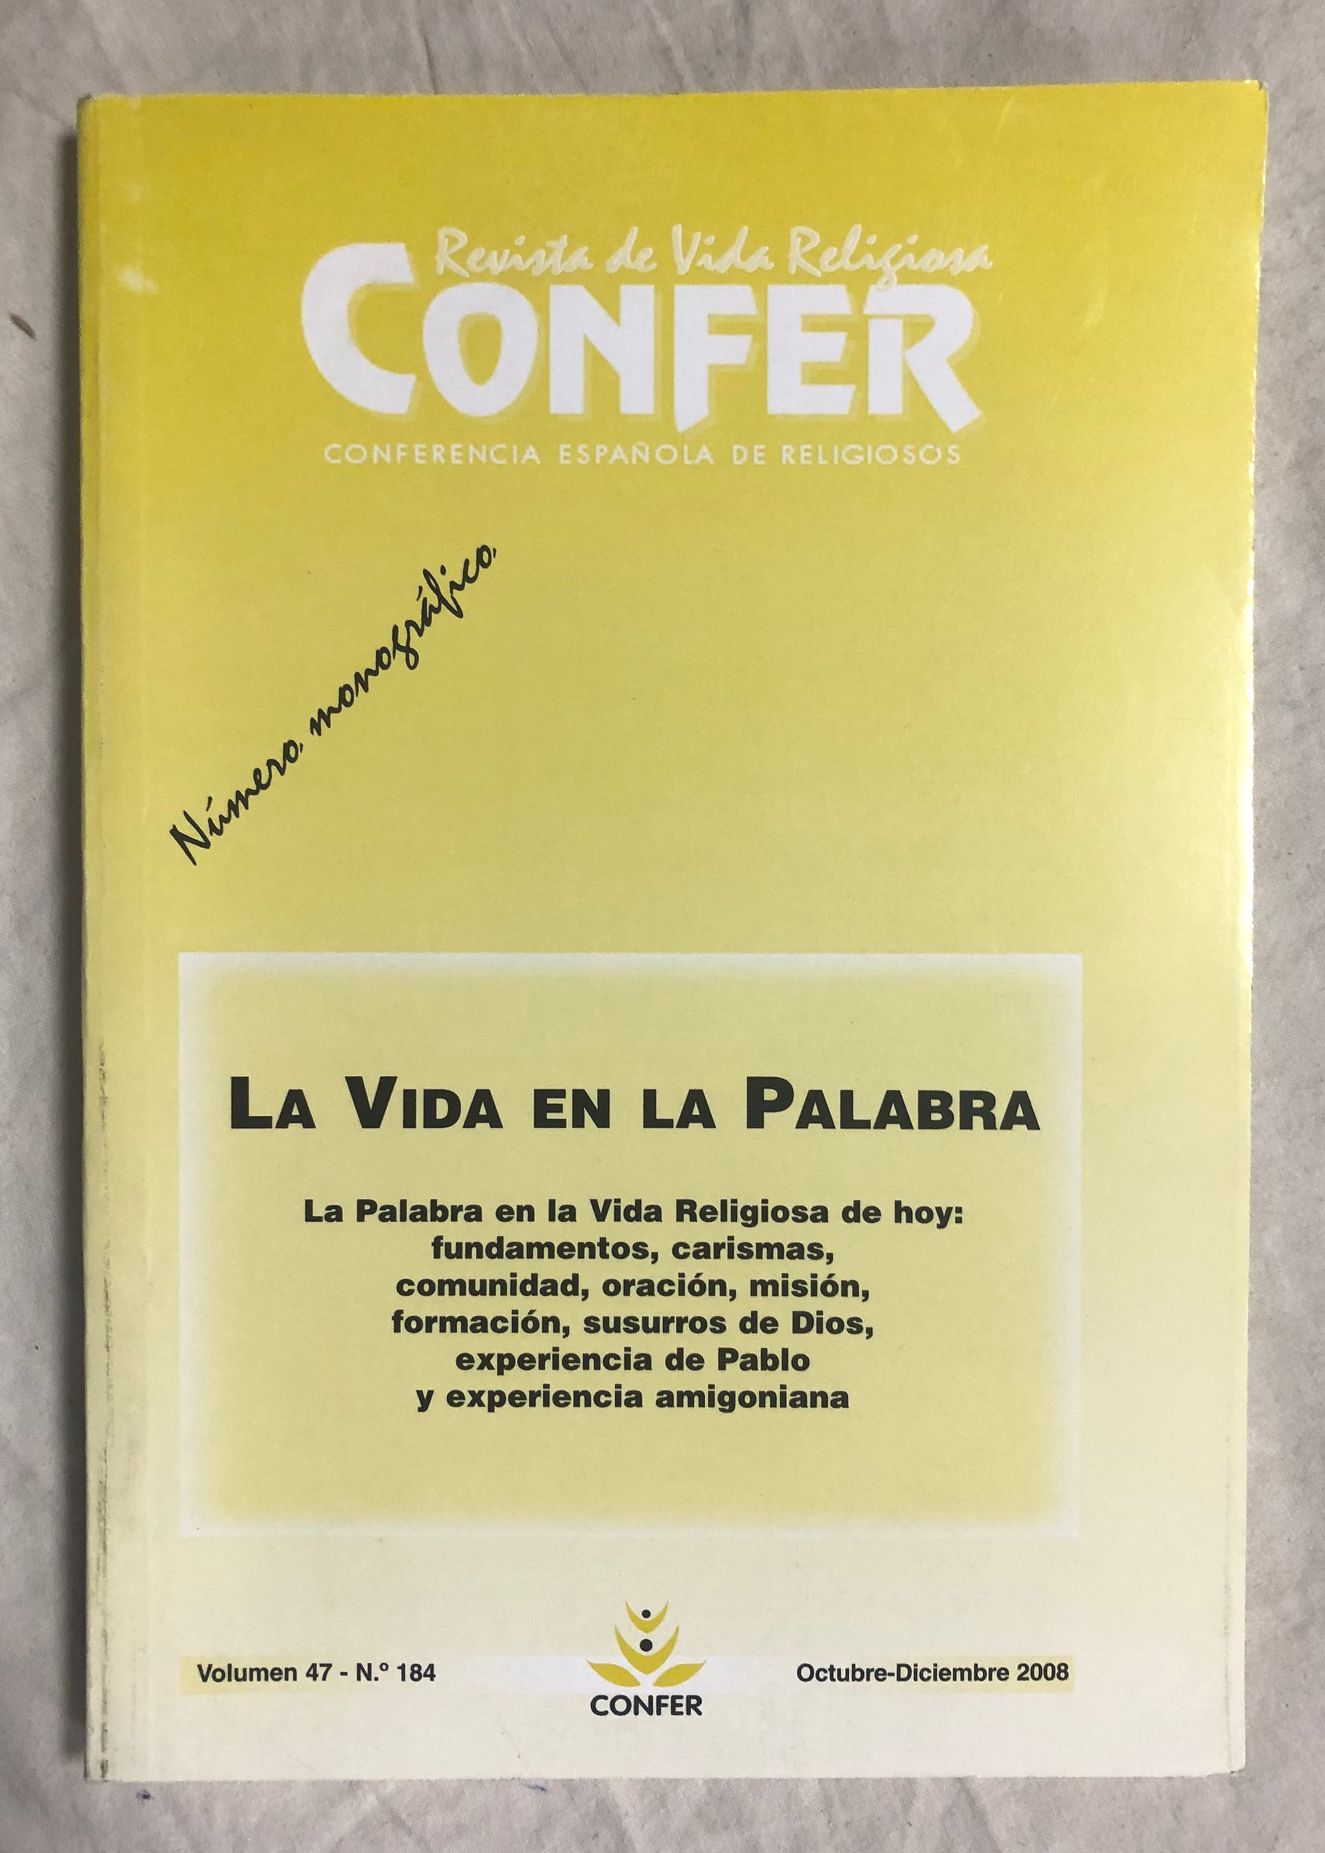 Revista de Vida Religiosa
CONFER
CONFERENCIA ESPAÑOLA DE RELIGIOSOS
Número monográfico
LA VIDA EN LA PALABRA
La Palabra en la Vida Religiosa de hoy:
fundamentos, carismas,
comunidad, oración, misión,
formación, susurros de Dios,
experiencia de Pablo
y experiencia amigoniana
Volumen 47 - N.º 184
CONFER
Octubre-Diciembre 2008